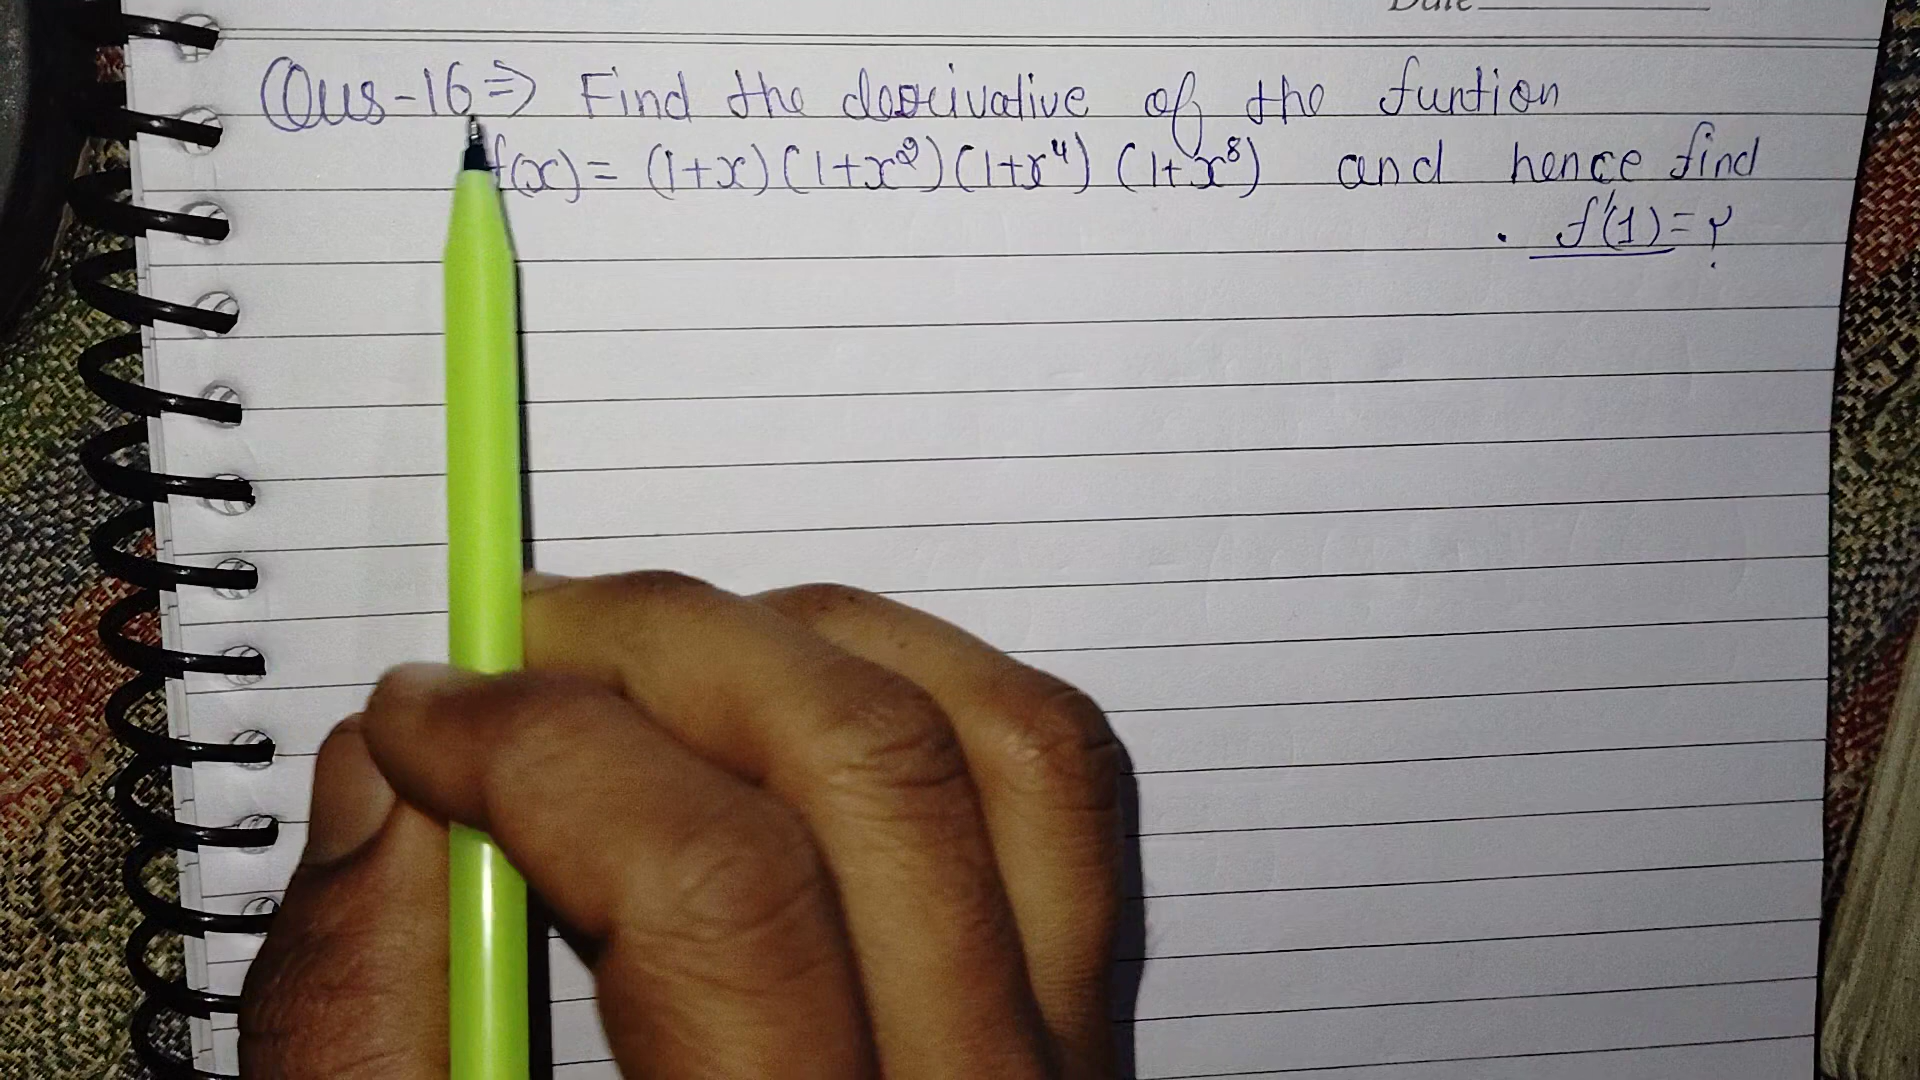 Date
Qus-16⇒ Find the derivative of the funtion
f(x) = (1+x)(1+x²)(1+x⁴) (1+x⁸) and hence find
. f'(1) = ?